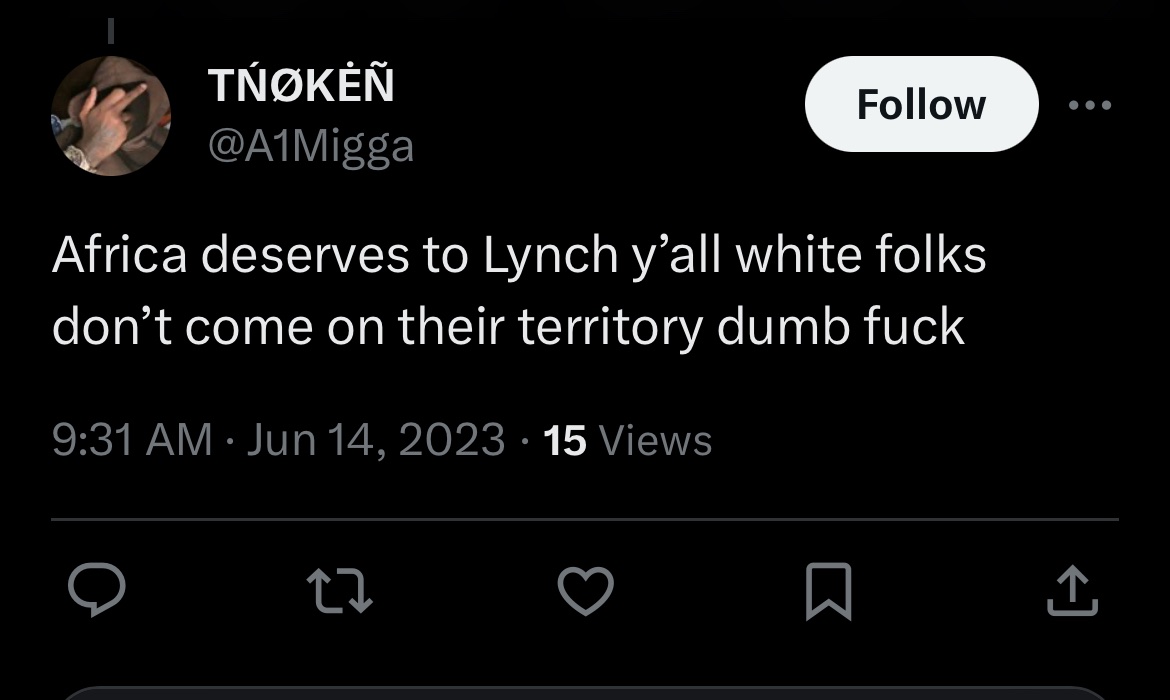 TŃØKĖÑ
@A1Migga
Follow
Africa deserves to Lynch y’all white folks
don’t come on their territory dumb fuck
9:31 AM · Jun 14, 2023 · 15 Views